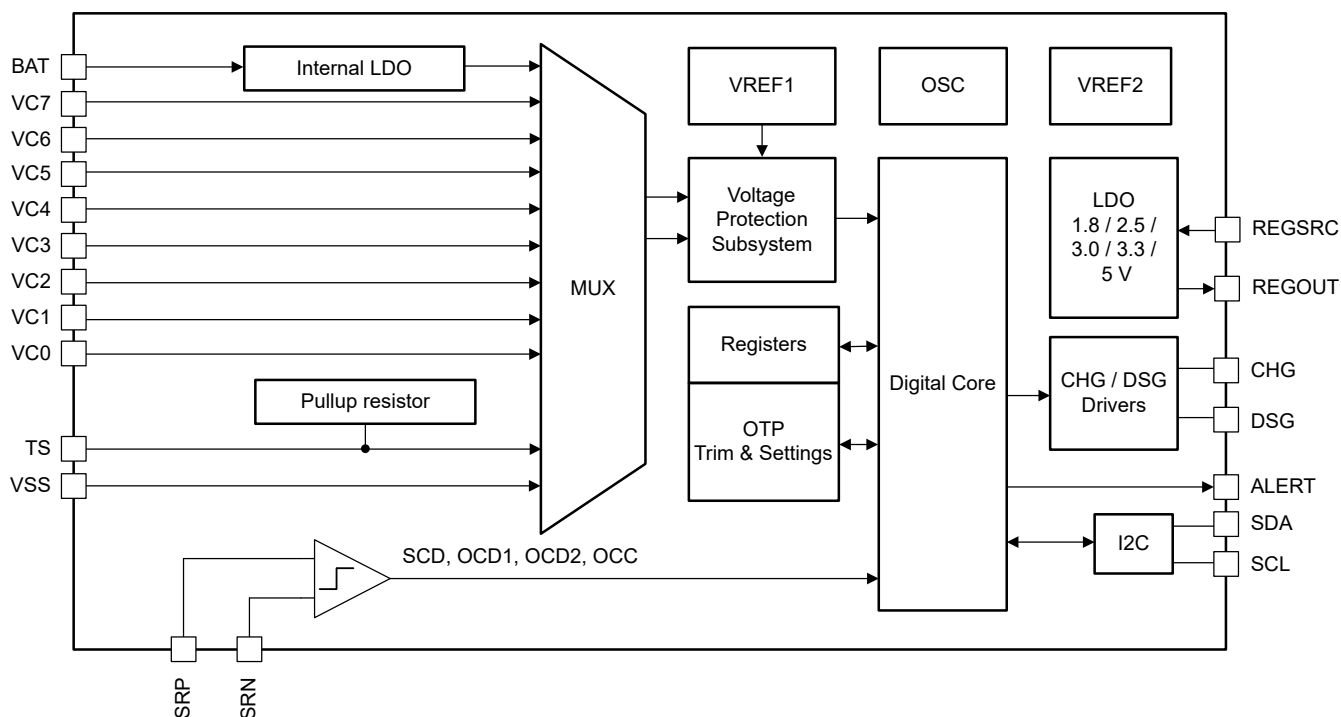 BAT
VC7
VC6
VC5
VC4
VC3
VC2
VC1
VC0
TS
VSS
Internal LDO
Pullup resistor
MUX
VREF1
OSC
VREF2
Voltage
Protection
Subsystem
Registers
OTP
Trim & Settings
Digital Core
LDO
1.8 / 2.5 /
3.0 / 3.3 /
5 V
CHG / DSG
Drivers
I2C
REGSRC
REGOUT
CHG
DSG
ALERT
SDA
SCL
SCD, OCD1, OCD2, OCC
SRP
SRN